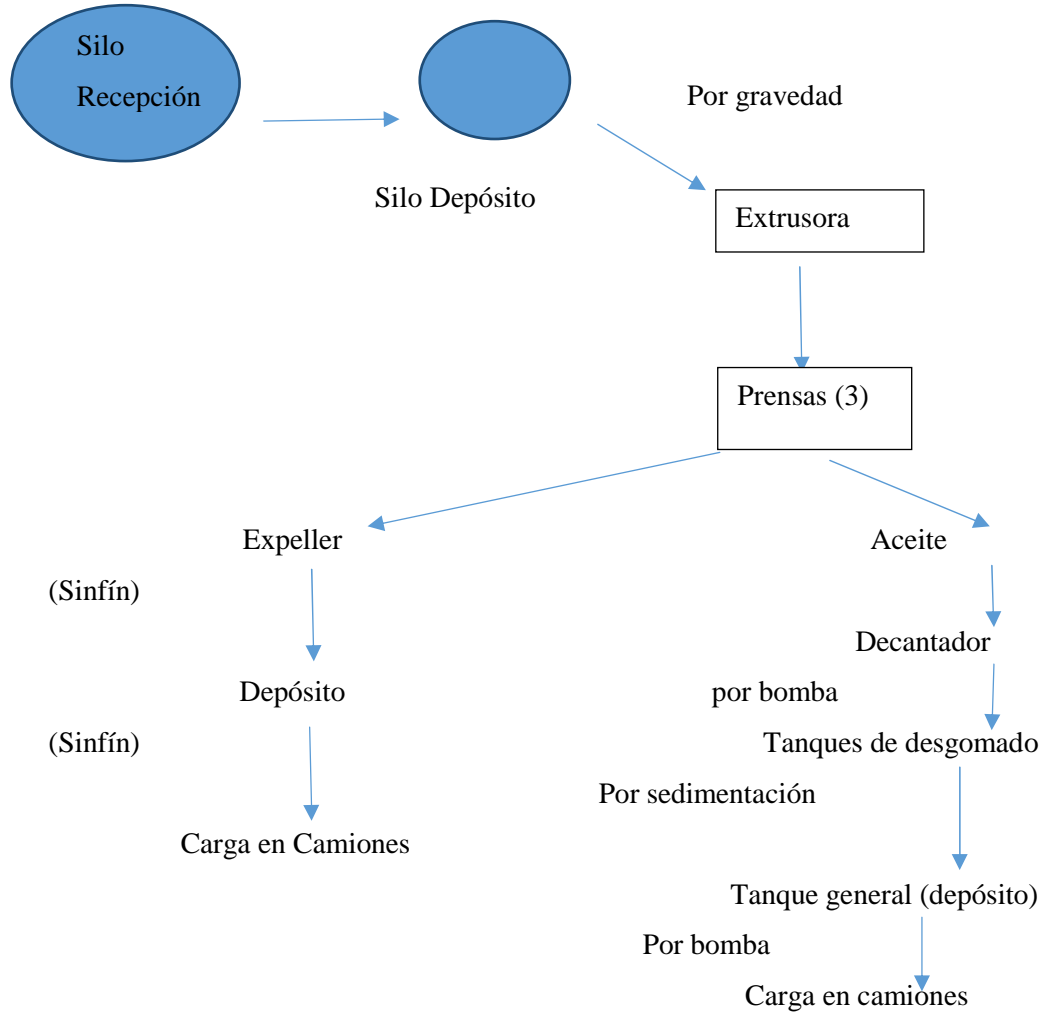 Silo
Recepción
Por gravedad
Silo Depósito
Extrusora
Prensas (3)
Expeller
Aceite
(Sinfín)
Decantador
Depósito
por bomba
(Sinfín)
Tanques de desgomado
Por sedimentación
Carga en Camiones
Tanque general (depósito)
Por bomba
Carga en camiones